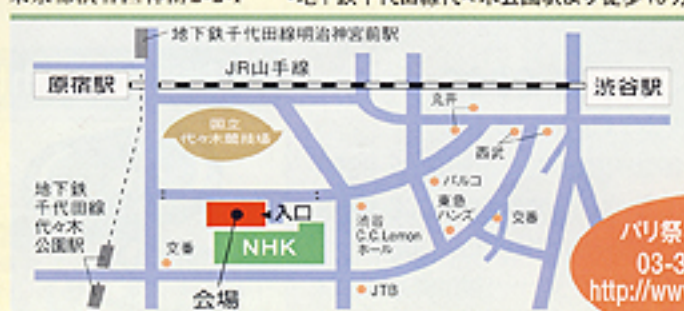 地下鉄千代田線明治神宮前駅
JR山手線
原宿駅
渋谷駅
丸井
国立
代々木競技場
西武
パルコ
地下鉄
千代田線
代々木
公園駅
入口
東急
ハンズ
渋谷
C.C.Lemon
ホール
交番
交番
NHK
会場
JTB
パリ祭
03-3
http://www